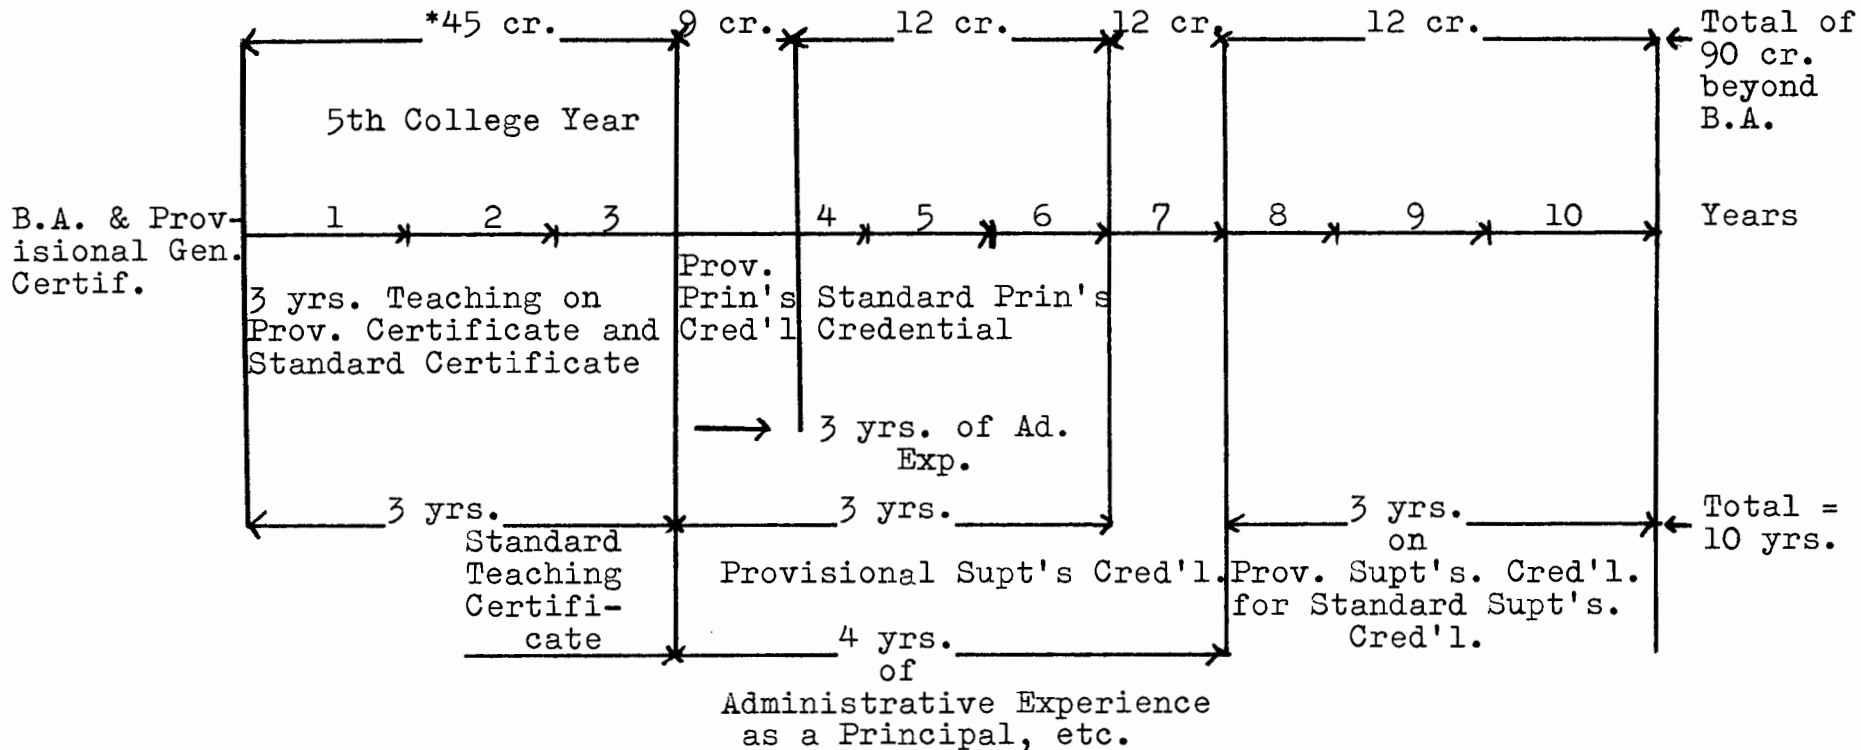 *45 cr.
9 cr.
12 cr.
12 cr.
12 cr.
Total of
90 cr.
beyond
B.A.
5th College Year
B.A. & Prov-
isional Gen.
Certif.
1
2
3
4
5
6
7
8
9
10
Years
3 yrs. Teaching on
Prov. Certificate and
Standard Certificate
Prov.
Prin's
Cred'l
Standard Prin's
Credential
3 yrs. of Ad.
Exp.
3 yrs.
3 yrs.
3 yrs.
on
Total =
10 yrs.
Standard
Teaching
Certifi-
cate
Provisional Supt's Cred'l.
Prov. Supt's. Cred'l.
for Standard Supt's.
Cred'l.
4 yrs.
of
Administrative Experience
as a Principal, etc.